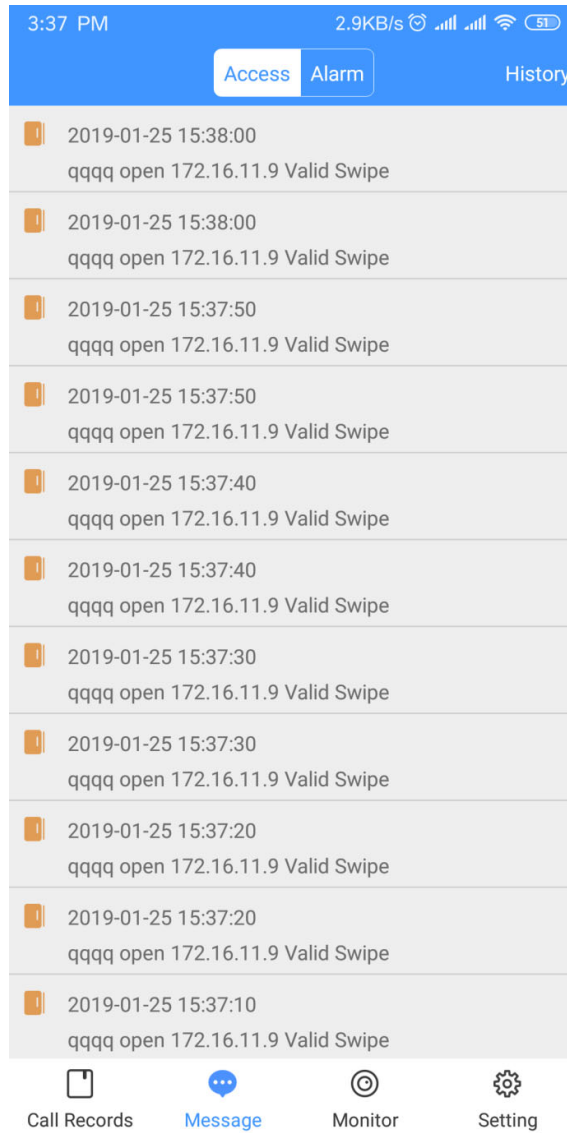 3:37 PM 2.9KB/s 51
Access Alarm History
2019-01-25 15:38:00
qqqq open 172.16.11.9 Valid Swipe
2019-01-25 15:38:00
qqqq open 172.16.11.9 Valid Swipe
2019-01-25 15:37:50
qqqq open 172.16.11.9 Valid Swipe
2019-01-25 15:37:50
qqqq open 172.16.11.9 Valid Swipe
2019-01-25 15:37:40
qqqq open 172.16.11.9 Valid Swipe
2019-01-25 15:37:40
qqqq open 172.16.11.9 Valid Swipe
2019-01-25 15:37:30
qqqq open 172.16.11.9 Valid Swipe
2019-01-25 15:37:30
qqqq open 172.16.11.9 Valid Swipe
2019-01-25 15:37:20
qqqq open 172.16.11.9 Valid Swipe
2019-01-25 15:37:20
qqqq open 172.16.11.9 Valid Swipe
2019-01-25 15:37:10
qqqq open 172.16.11.9 Valid Swipe
Call Records Message Monitor Setting